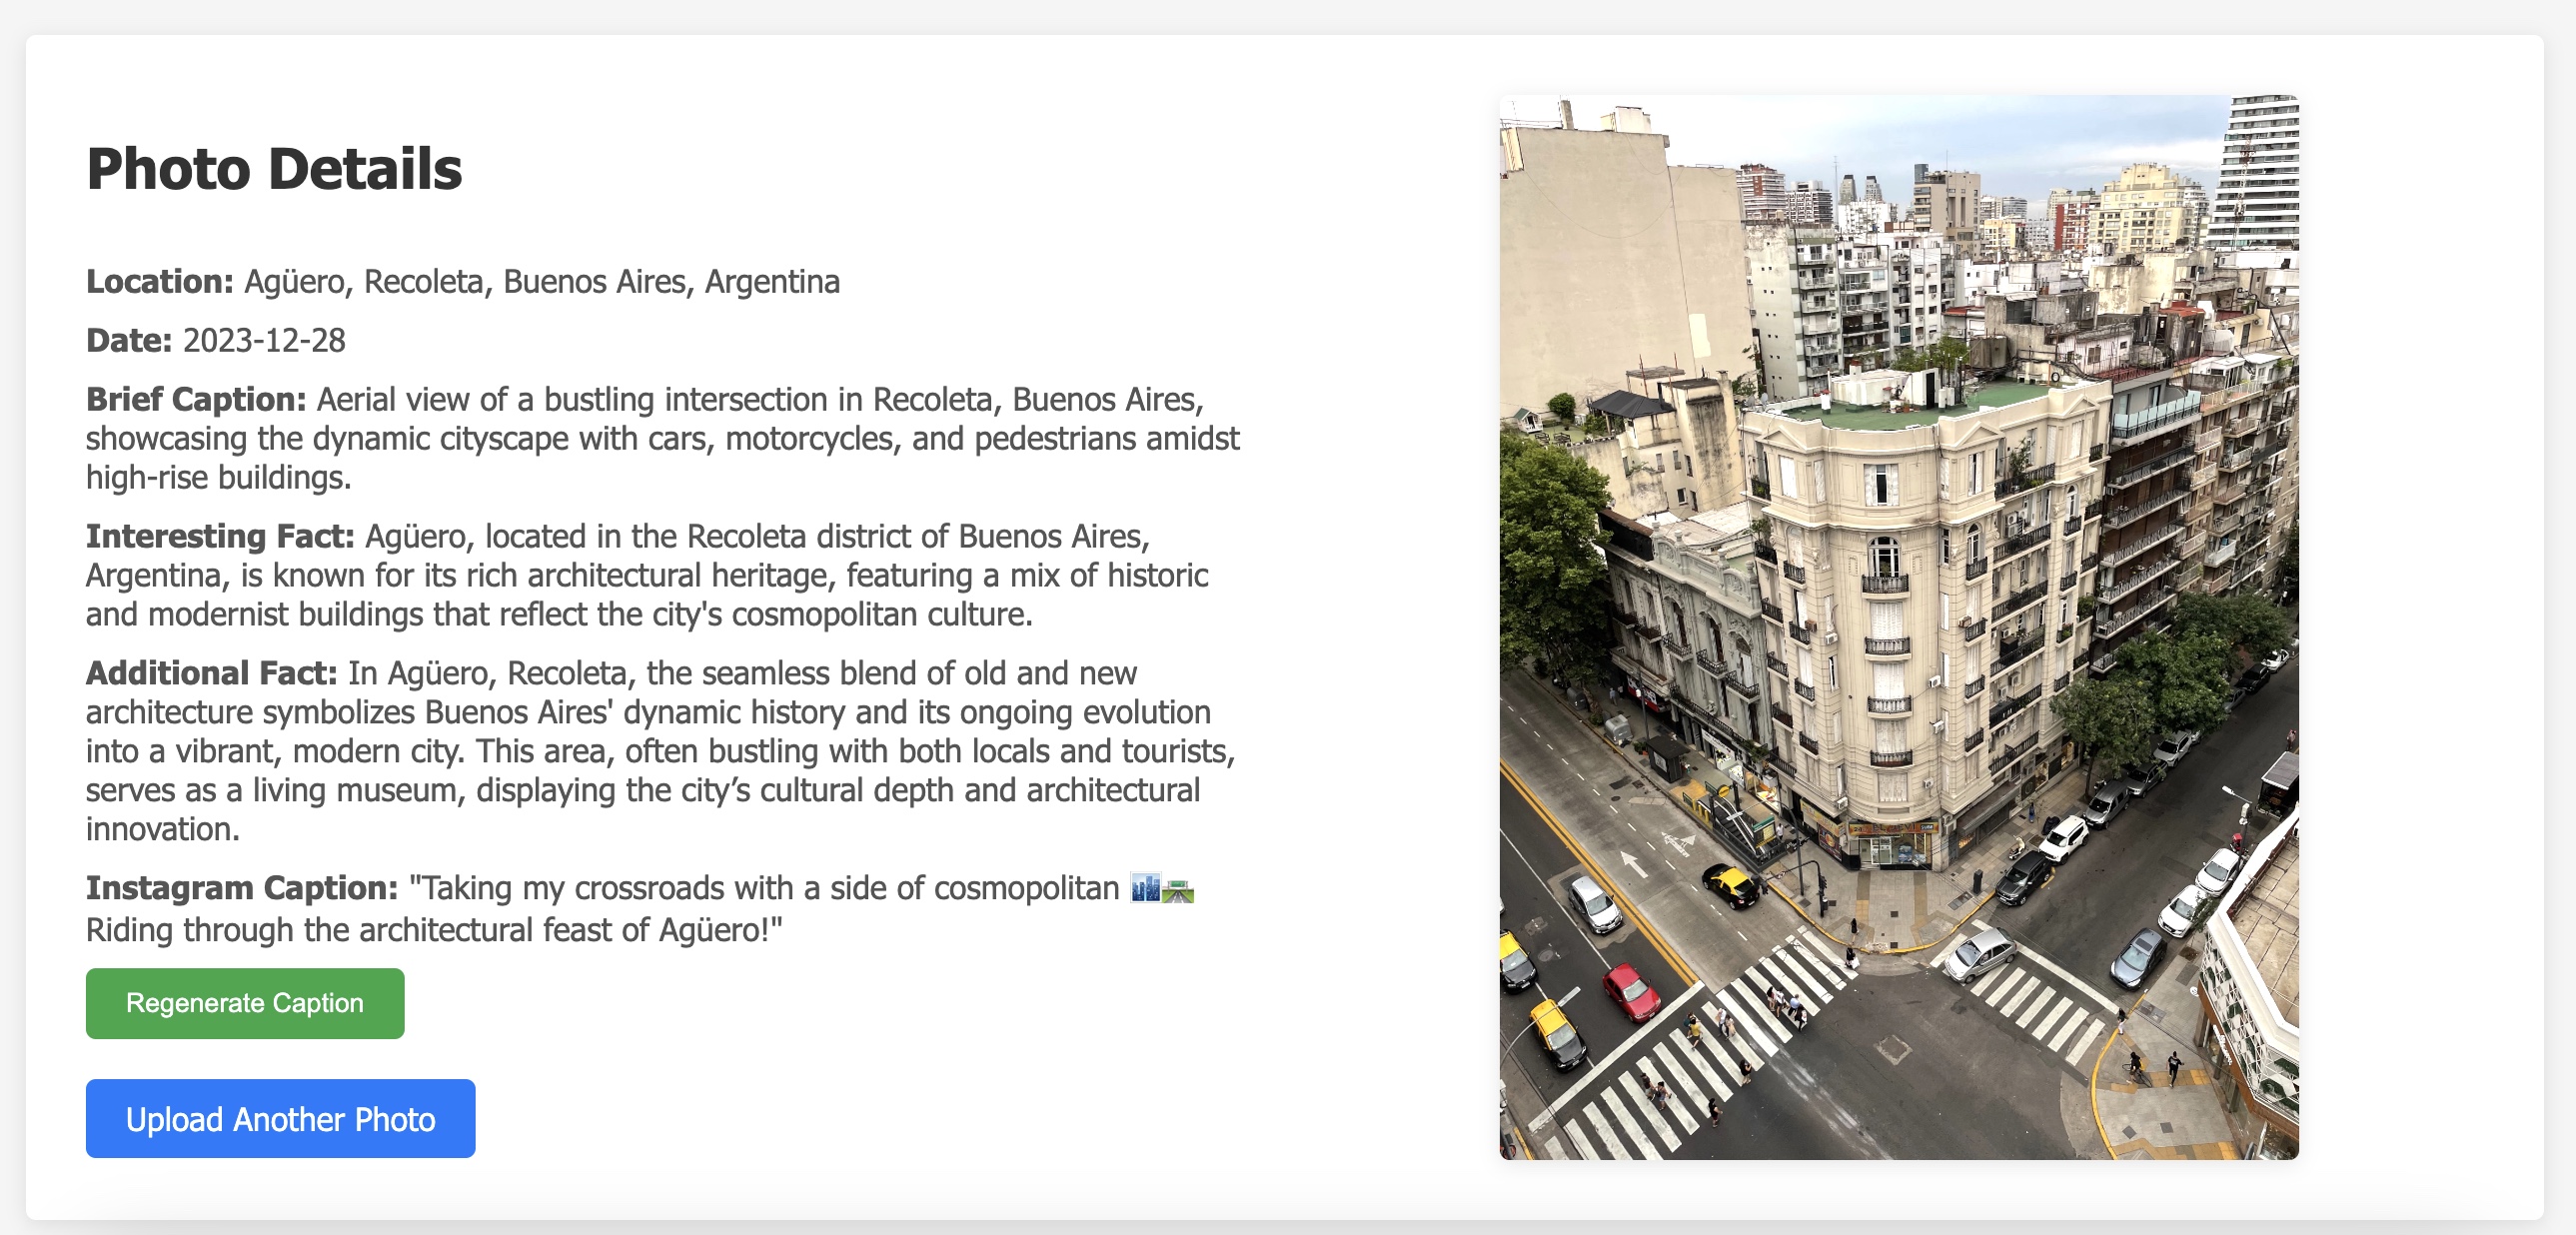 Photo Details
Location: Agüero, Recoleta, Buenos Aires, Argentina
Date: 2023-12-28
Brief Caption: Aerial view of a bustling intersection in Recoleta, Buenos Aires,
showcasing the dynamic cityscape with cars, motorcycles, and pedestrians amidst
high-rise buildings.
Interesting Fact: Agüero, located in the Recoleta district of Buenos Aires,
Argentina, is known for its rich architectural heritage, featuring a mix of historic
and modernist buildings that reflect the city's cosmopolitan culture.
Additional Fact: In Agüero, Recoleta, the seamless blend of old and new
architecture symbolizes Buenos Aires' dynamic history and its ongoing evolution
into a vibrant, modern city. This area, often bustling with both locals and tourists,
serves as a living museum, displaying the city’s cultural depth and architectural
innovation.
Instagram Caption: "Taking my crossroads with a side of cosmopolitan 🏙️🛣️
Riding through the architectural feast of Agüero!"
Regenerate Caption
Upload Another Photo